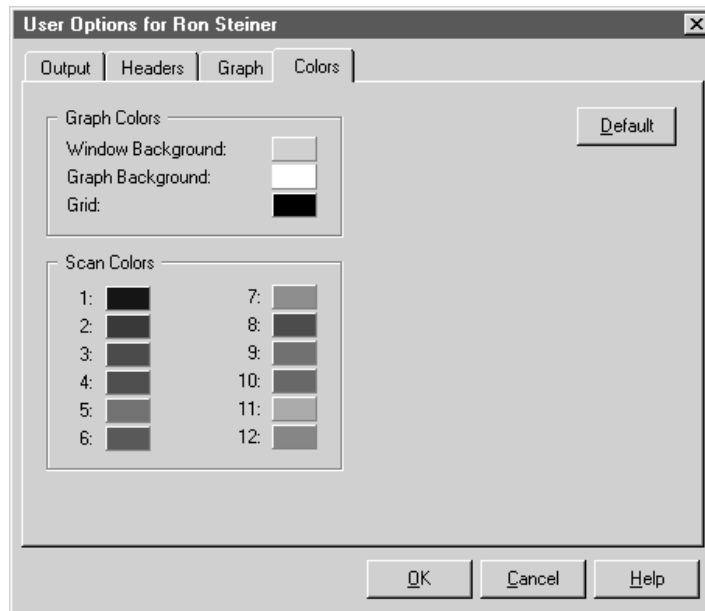 User Options for Ron Steiner
Output Headers Graph Colors
Graph Colors
Default
Window Background:
Graph Background:
Grid:
Scan Colors
1: 7:
2: 8:
3: 9:
4: 10:
5: 11:
6: 12:
OK Cancel Help